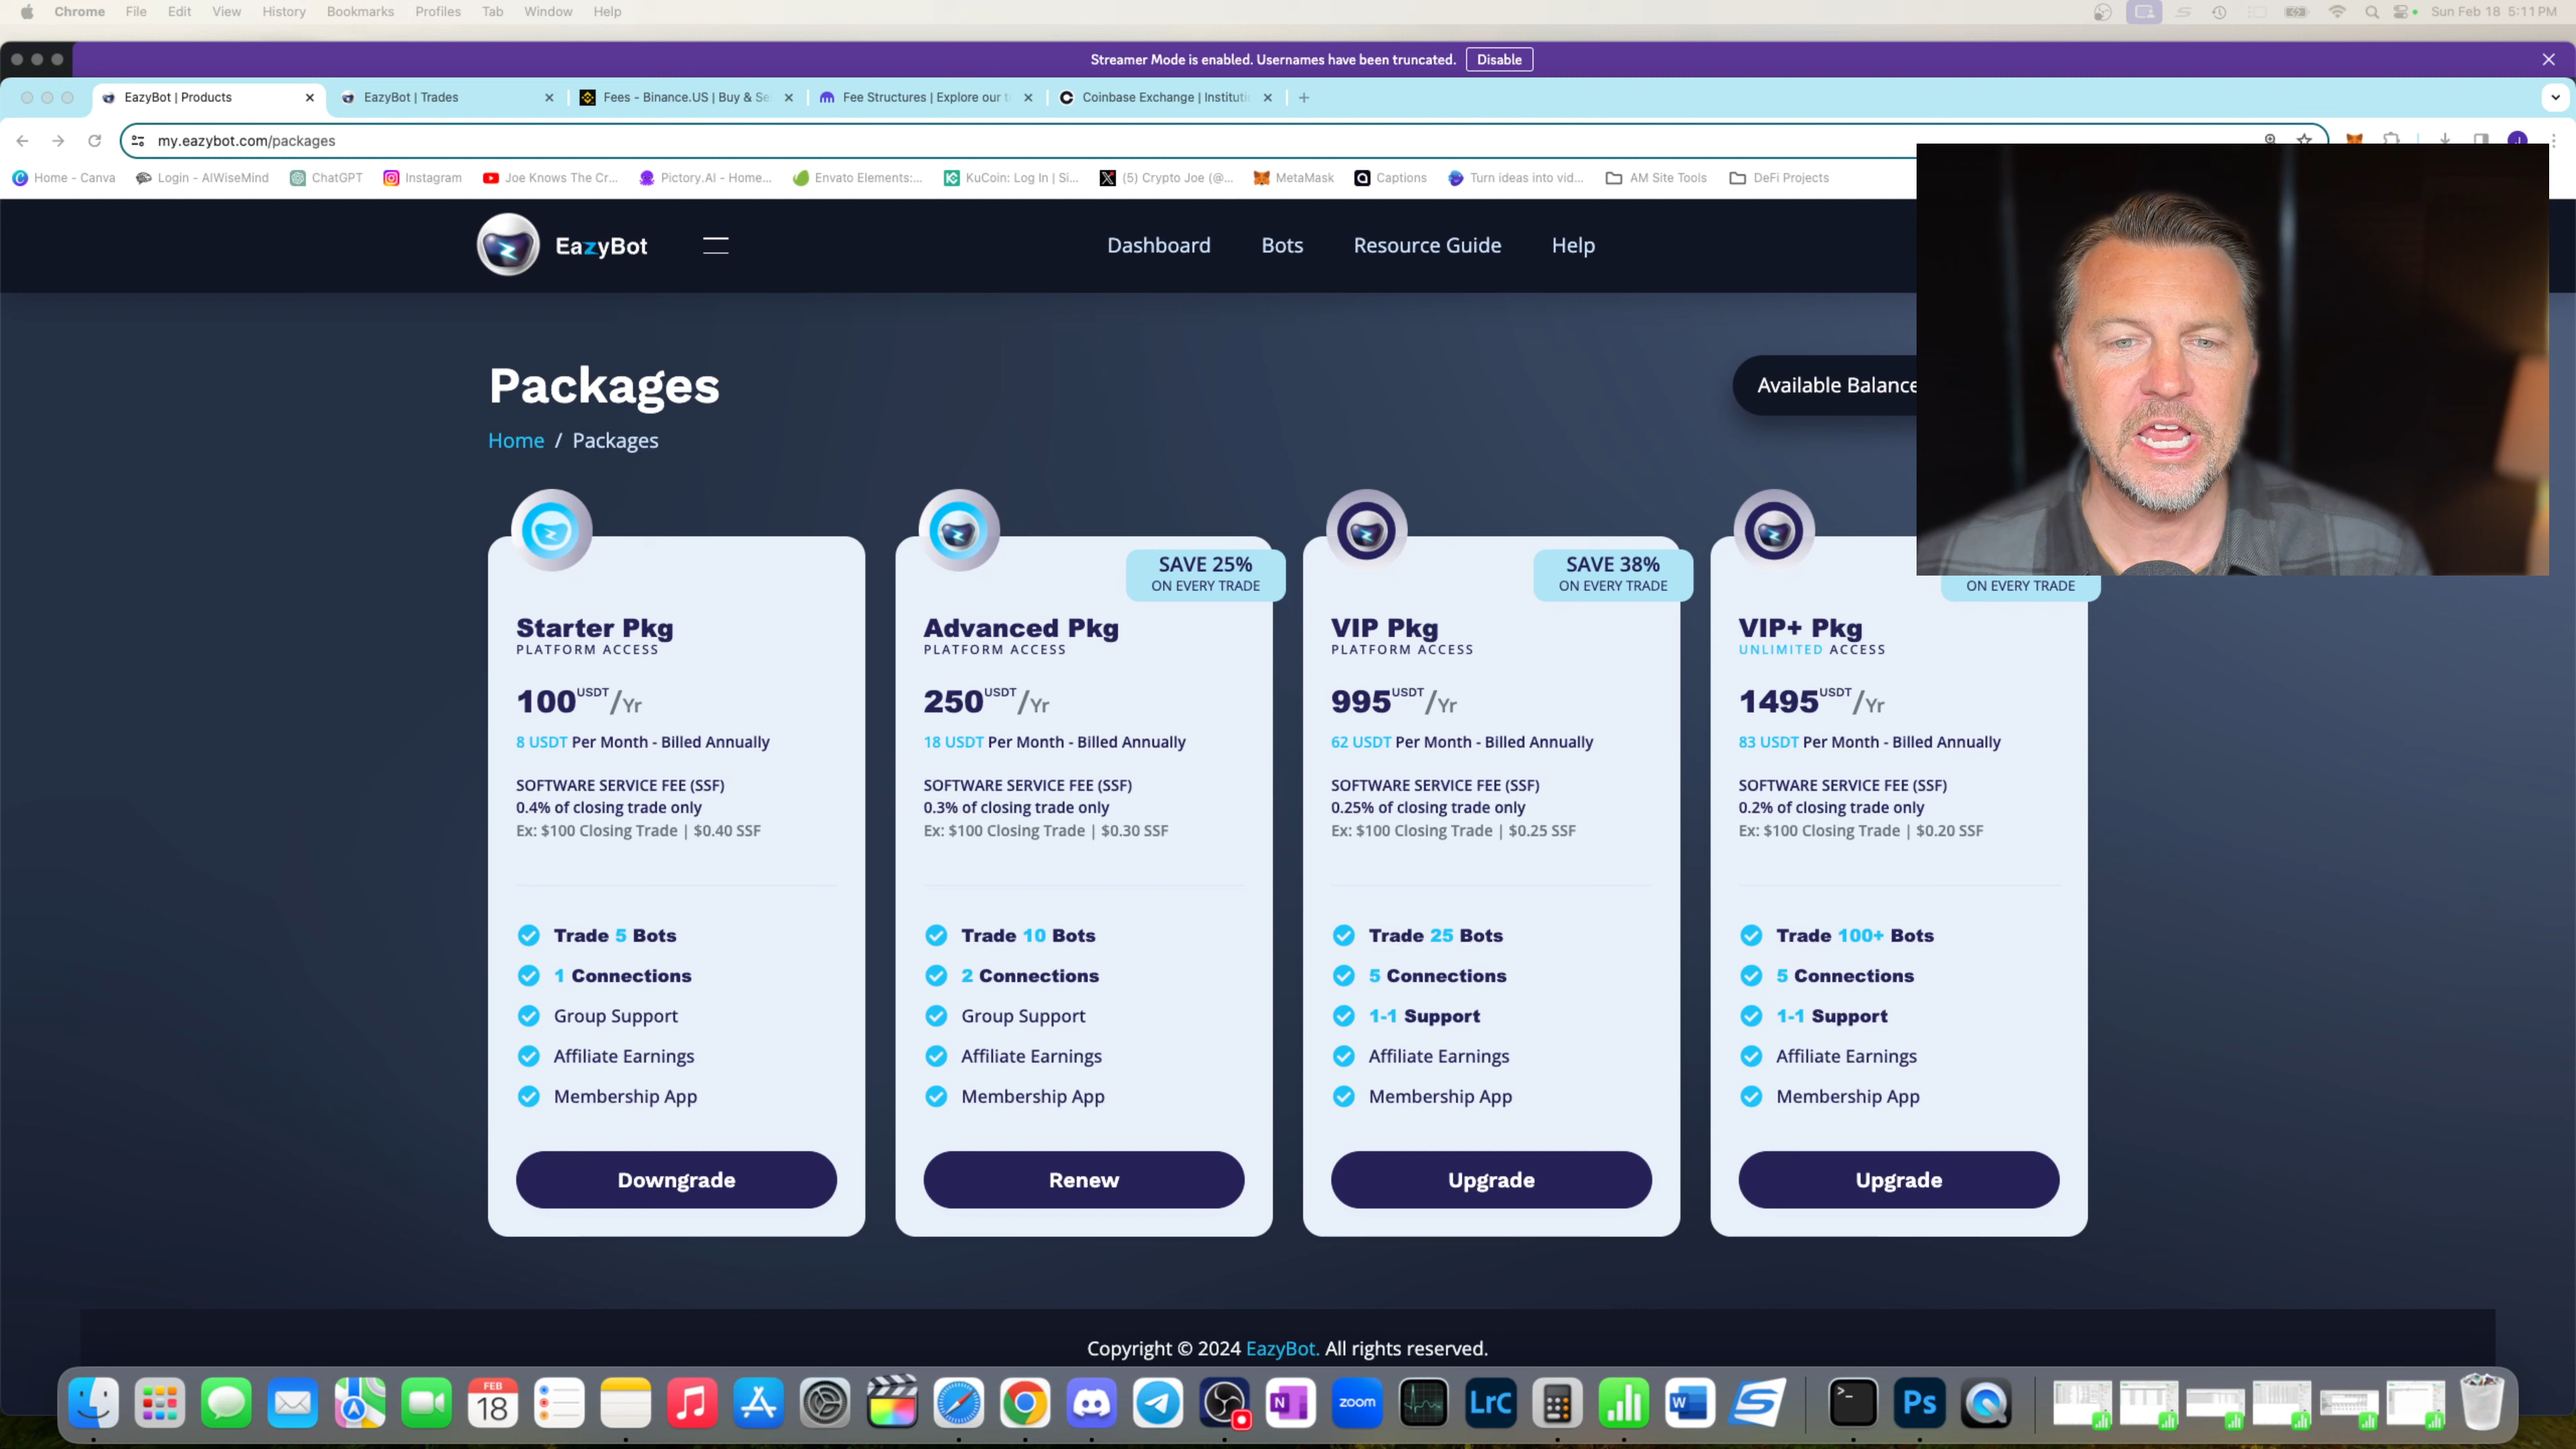 Chrome File Edit View History Bookmarks Profiles Tab Window Help
Sun Feb 18 5:11 PM
Streamer Mode is enabled. Usernames have been truncated. Disable
EazyBot | Products
EazyBot | Trades
Fees - Binance.US | Buy & Se
Fee Structures | Explore our t
Coinbase Exchange | Instituti
my.eazybot.com/packages
Home - Canva
Login - AIWiseMind
ChatGPT
Instagram
Joe Knows The Cr...
Pictory.AI - Home...
Envato Elements:...
KuCoin: Log In | Si...
(5) Crypto Joe (@...
MetaMask
Captions
Turn ideas into vid...
AM Site Tools
DeFi Projects
EazyBot
Dashboard Bots Resource Guide Help
Packages
Available Balance
Home / Packages
Starter Pkg
PLATFORM ACCESS
100 USDT /Yr
8 USDT Per Month - Billed Annually
SOFTWARE SERVICE FEE (SSF)
0.4% of closing trade only
Ex: $100 Closing Trade | $0.40 SSF
Trade 5 Bots
1 Connections
Group Support
Affiliate Earnings
Membership App
Downgrade
SAVE 25%
ON EVERY TRADE
Advanced Pkg
PLATFORM ACCESS
250 USDT /Yr
18 USDT Per Month - Billed Annually
SOFTWARE SERVICE FEE (SSF)
0.3% of closing trade only
Ex: $100 Closing Trade | $0.30 SSF
Trade 10 Bots
2 Connections
Group Support
Affiliate Earnings
Membership App
Renew
SAVE 38%
ON EVERY TRADE
VIP Pkg
PLATFORM ACCESS
995 USDT /Yr
62 USDT Per Month - Billed Annually
SOFTWARE SERVICE FEE (SSF)
0.25% of closing trade only
Ex: $100 Closing Trade | $0.25 SSF
Trade 25 Bots
5 Connections
1-1 Support
Affiliate Earnings
Membership App
Upgrade
ON EVERY TRADE
VIP+ Pkg
UNLIMITED ACCESS
1495 USDT /Yr
83 USDT Per Month - Billed Annually
SOFTWARE SERVICE FEE (SSF)
0.2% of closing trade only
Ex: $100 Closing Trade | $0.20 SSF
Trade 100+ Bots
5 Connections
1-1 Support
Affiliate Earnings
Membership App
Upgrade
Copyright © 2024 EazyBot. All rights reserved.
FEB
18
N
zoom
LrC
W
S
Ps